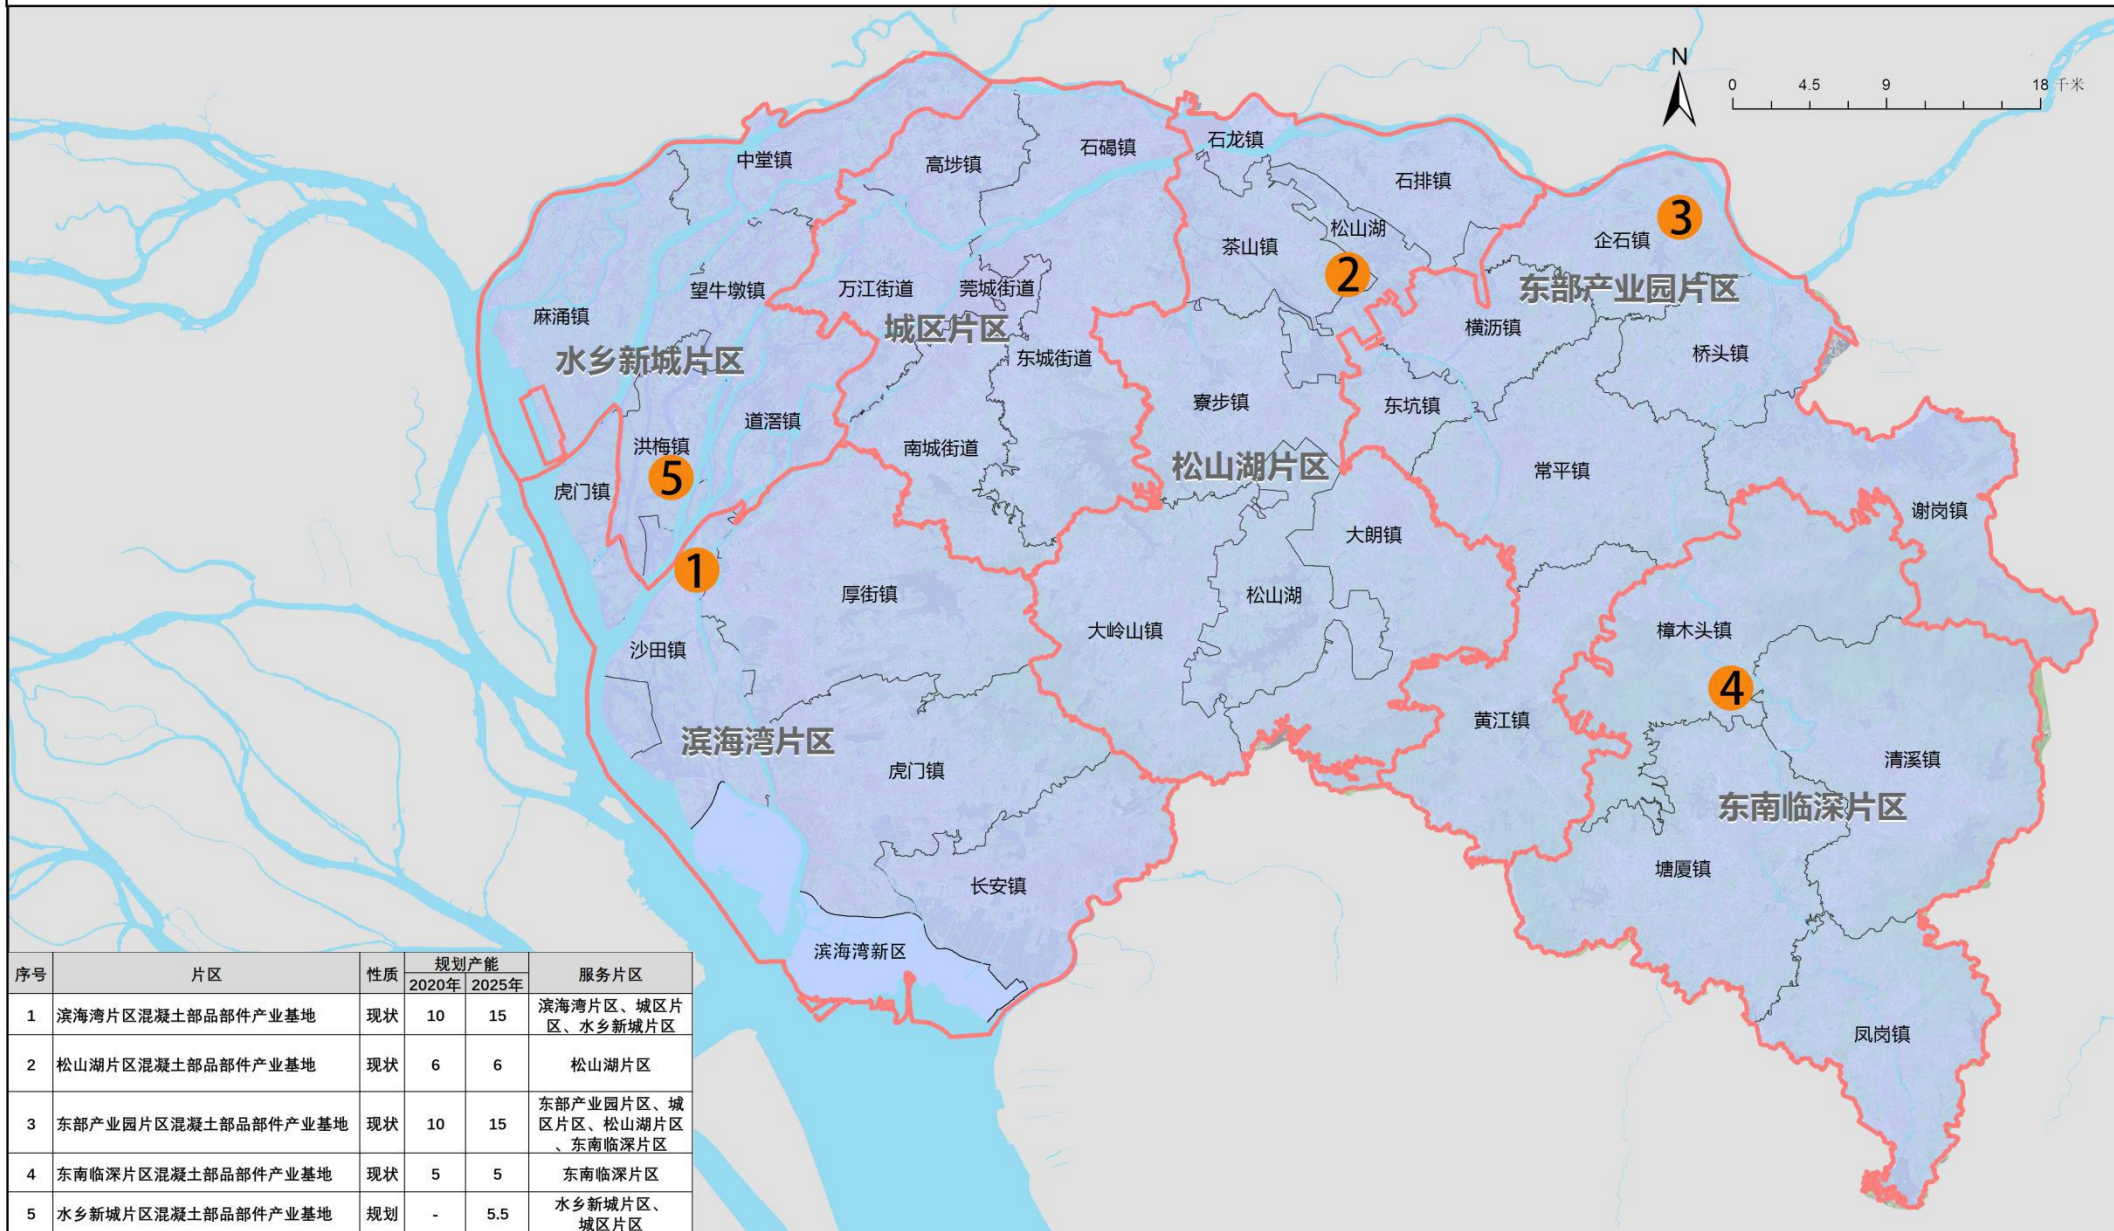 N
0 4.5 9 18 千米
中堂镇
高埗镇
石碣镇
石龙镇
石排镇
松山湖
茶山镇
2
3
企石镇
东部产业园片区
麻涌镇
望牛墩镇
万江街道
莞城街道
城区片区
水乡新城片区
东城街道
横沥镇
桥头镇
道滘镇
寮步镇
东坑镇
洪梅镇
5
虎门镇
南城街道
松山湖片区
常平镇
谢岗镇
大朗镇
1
厚街镇
松山湖
大岭山镇
樟木头镇
沙田镇
4
黄江镇
滨海湾片区
虎门镇
清溪镇
东南临深片区
塘厦镇
长安镇
滨海湾新区
凤岗镇
序号 片区 性质 规划产能 服务片区
2020年 2025年
1 滨海湾片区混凝土部品部件产业基地 现状 10 15 滨海湾片区、城区片
区、水乡新城片区
2 松山湖片区混凝土部品部件产业基地 现状 6 6 松山湖片区
3 东部产业园片区混凝土部品部件产业基地 现状 10 15 东部产业园片区、城
区片区、松山湖片区
、东南临深片区
4 东南临深片区混凝土部品部件产业基地 现状 5 5 东南临深片区
5 水乡新城片区混凝土部品部件产业基地 规划 - 5.5 水乡新城片区、
城区片区